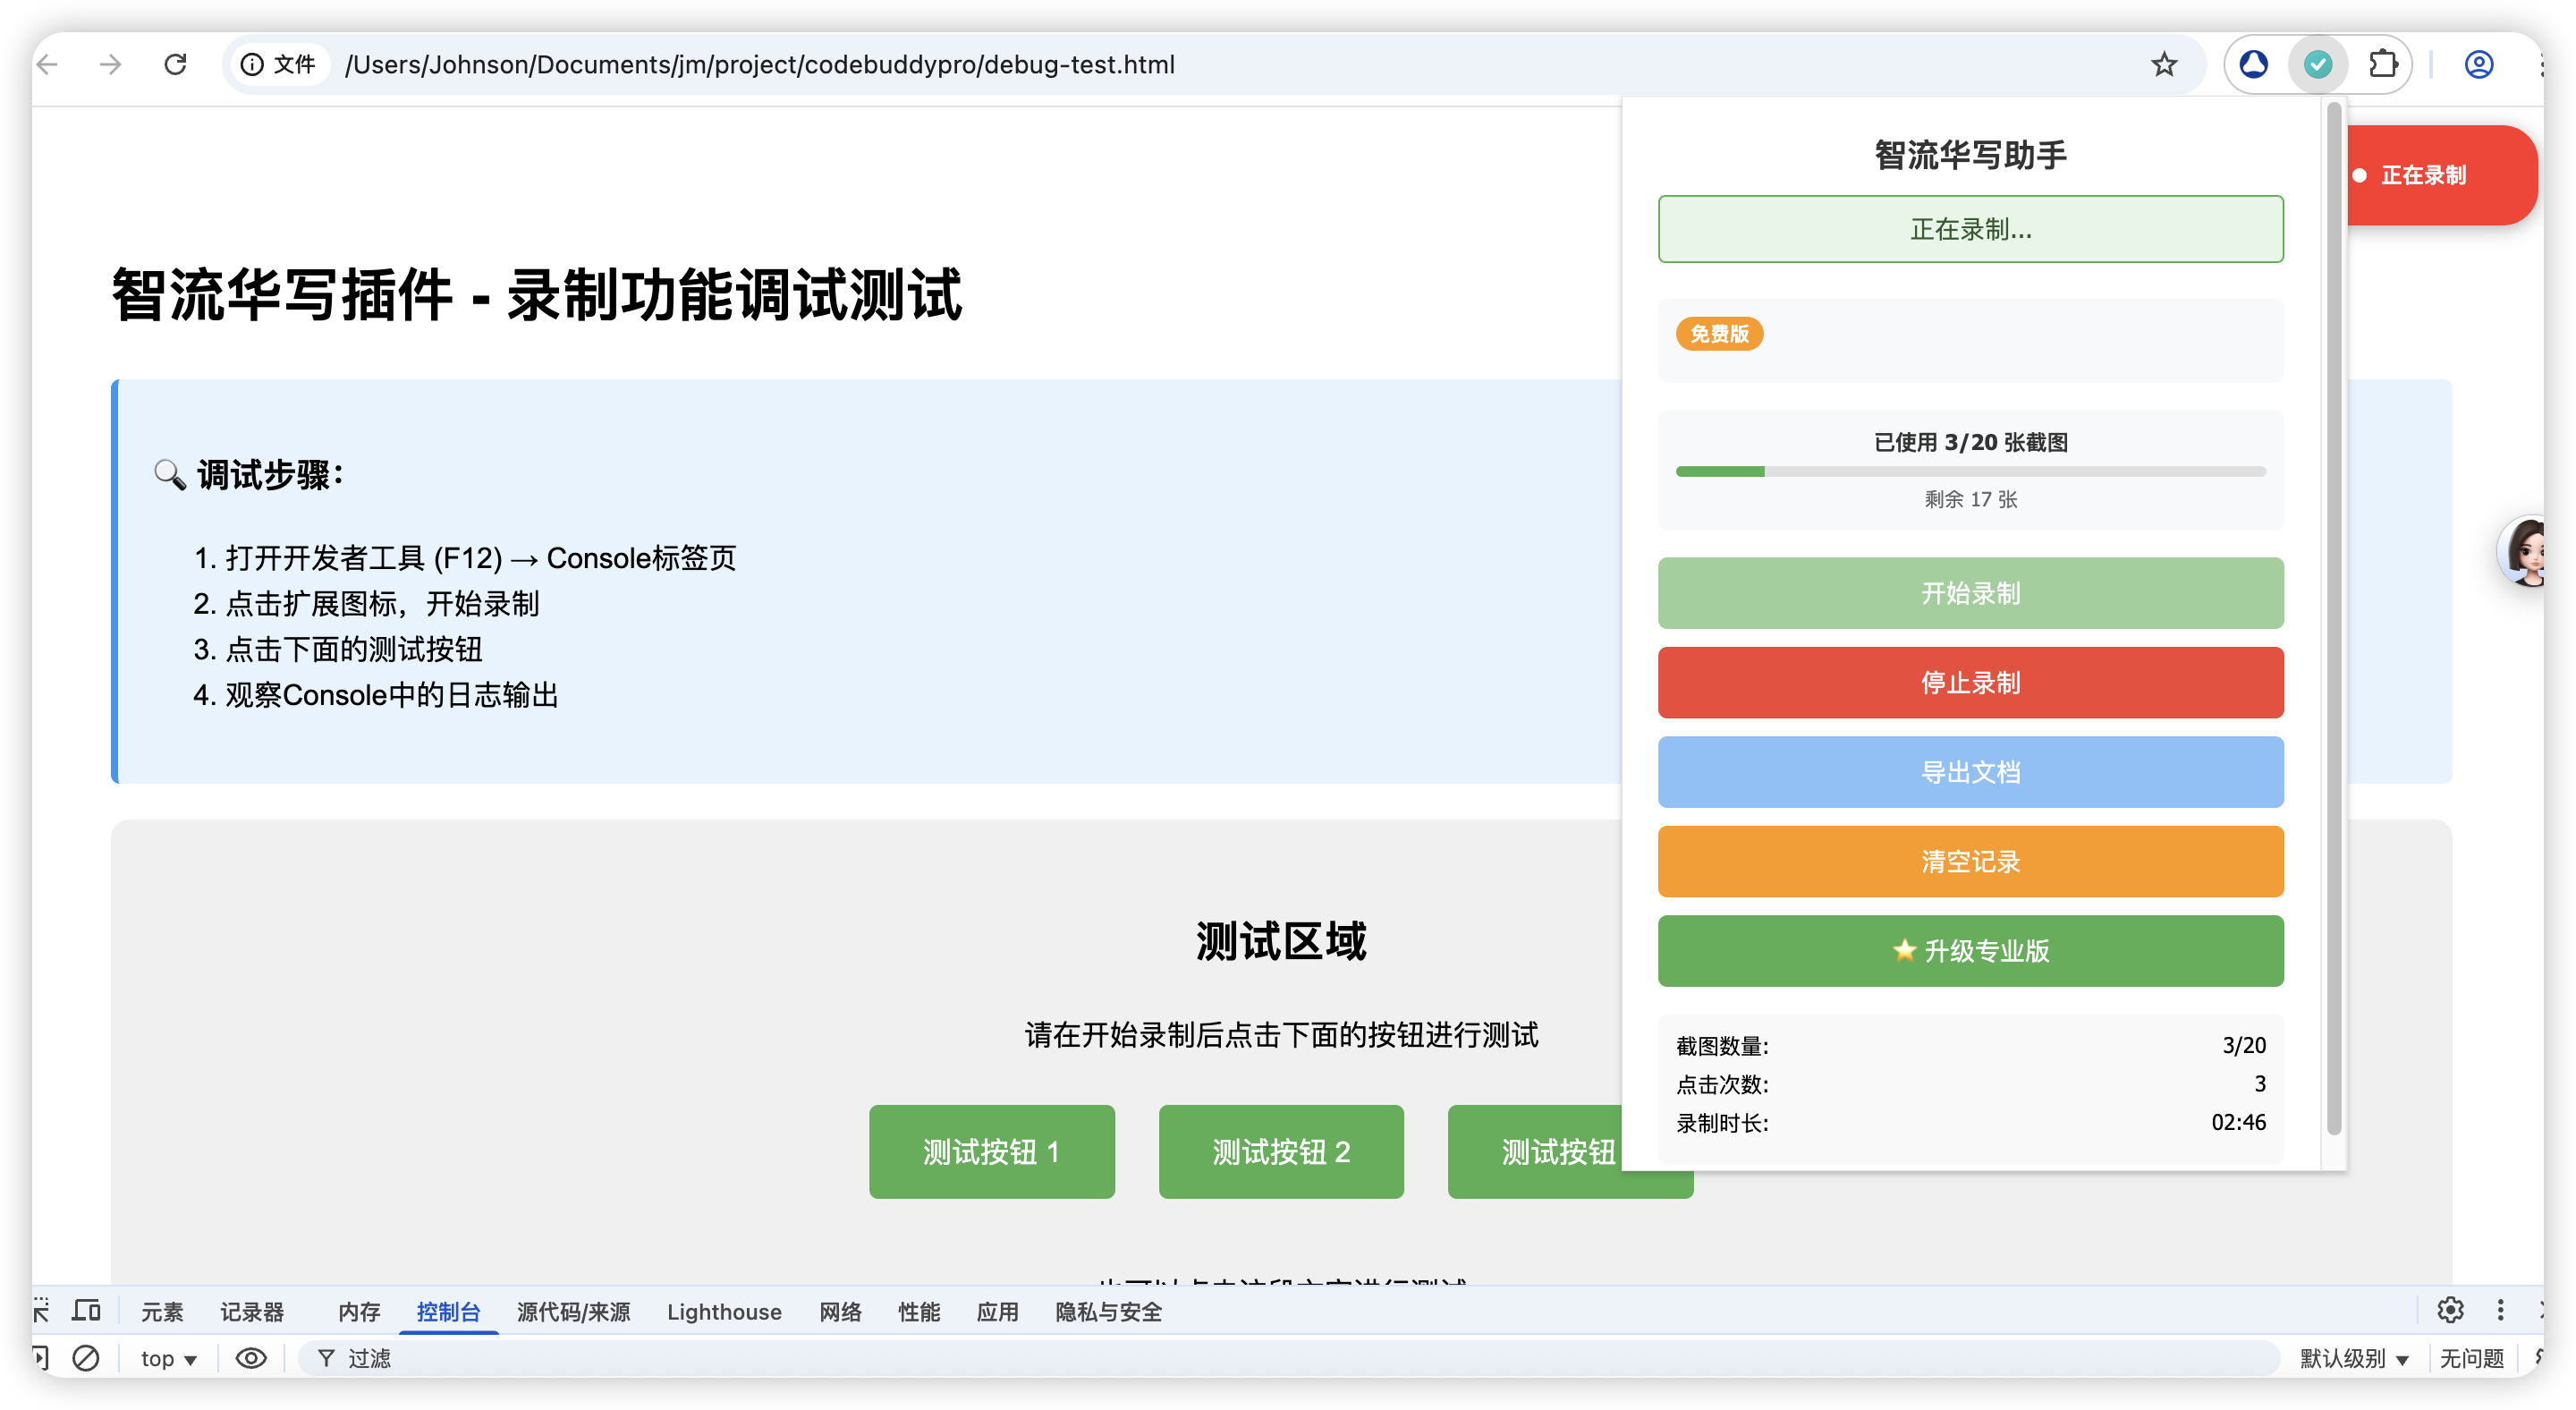 文件 /Users/Johnson/Documents/jm/project/codebuddypro/debug-test.html
智流华写助手
正在录制...
正在录制
免费版
已使用 3/20 张截图
剩余 17 张
开始录制
停止录制
导出文档
清空记录
⭐ 升级专业版
截图数量: 3/20
点击次数: 3
录制时长: 02:46
智流华写插件 - 录制功能调试测试
🔍 调试步骤：
1. 打开开发者工具 (F12) → Console标签页
2. 点击扩展图标，开始录制
3. 点击下面的测试按钮
4. 观察Console中的日志输出
测试区域
请在开始录制后点击下面的按钮进行测试
测试按钮 1 测试按钮 2 测试按钮
元素 记录器 内存 控制台 源代码/来源 Lighthouse 网络 性能 应用 隐私与安全
top ▼ 过滤 默认级别 ▼ 无问题